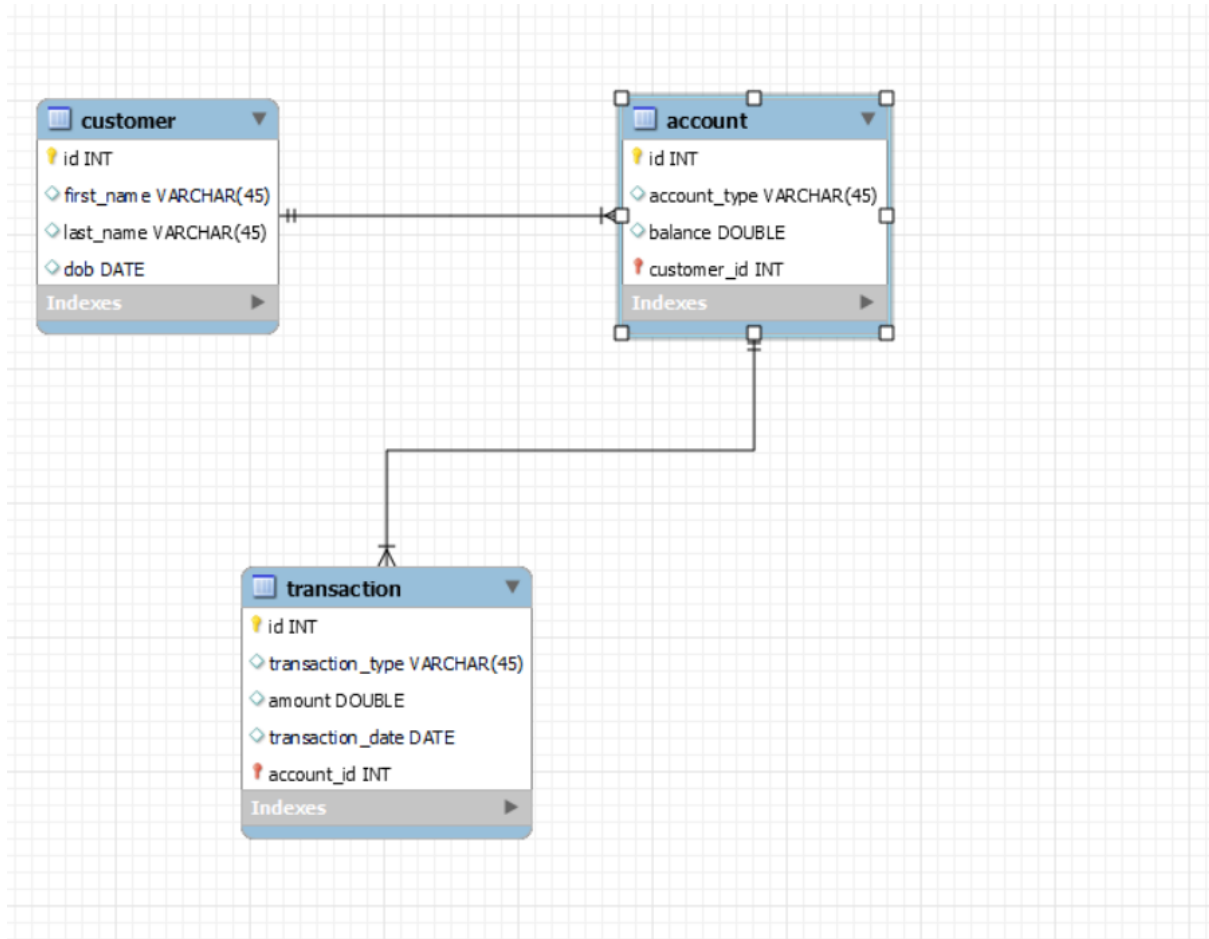 customer
id INT
first_name VARCHAR(45)
last_name VARCHAR(45)
dob DATE
Indexes
account
id INT
account_type VARCHAR(45)
balance DOUBLE
customer_id INT
Indexes
transaction
id INT
transaction_type VARCHAR(45)
amount DOUBLE
transaction_date DATE
account_id INT
Indexes